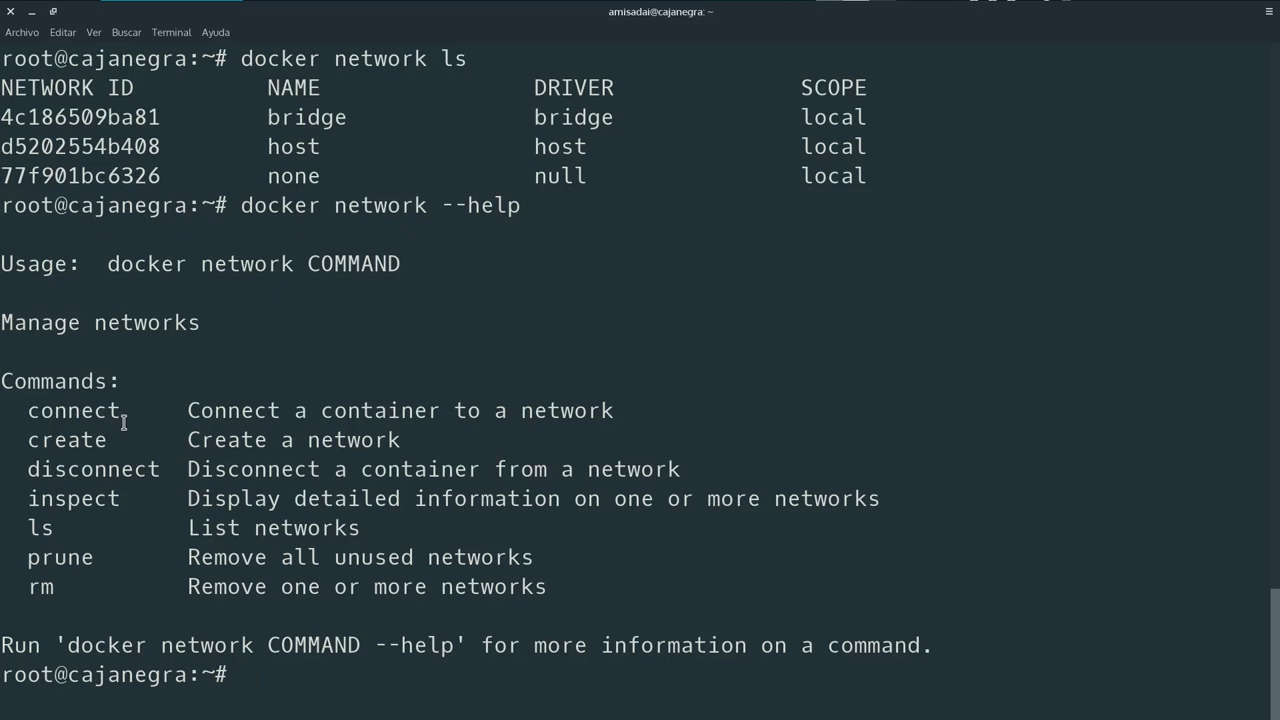 amisadai@cajanegra: ~
Archivo Editar Ver Buscar Terminal Ayuda
root@cajanegra:~# docker network ls
NETWORK ID          NAME                DRIVER              SCOPE
4c186509ba81        bridge              bridge              local
d5202554b408        host                host                local
77f901bc6326        none                null                local
root@cajanegra:~# docker network --help
Usage:  docker network COMMAND
Manage networks
Commands:
  connect     Connect a container to a network
  create      Create a network
  disconnect  Disconnect a container from a network
  inspect     Display detailed information on one or more networks
  ls          List networks
  prune       Remove all unused networks
  rm          Remove one or more networks
Run 'docker network COMMAND --help' for more information on a command.
root@cajanegra:~#